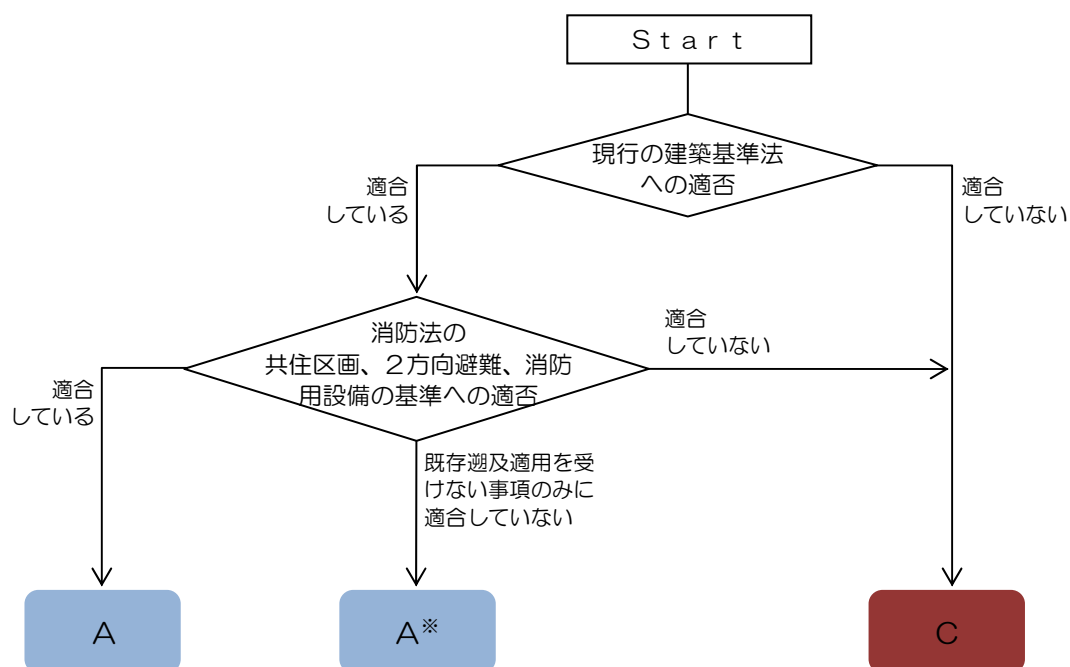 Ｓｔａｒｔ
現行の建築基準法
への適否
適合
している
適合
していない
消防法の
共住区画、２方向避難、消防
用設備の基準への適否
適合
していない
適合
している
既存遡及適用を受
けない事項のみに
適合していない
Ａ
Ａ※
Ｃ